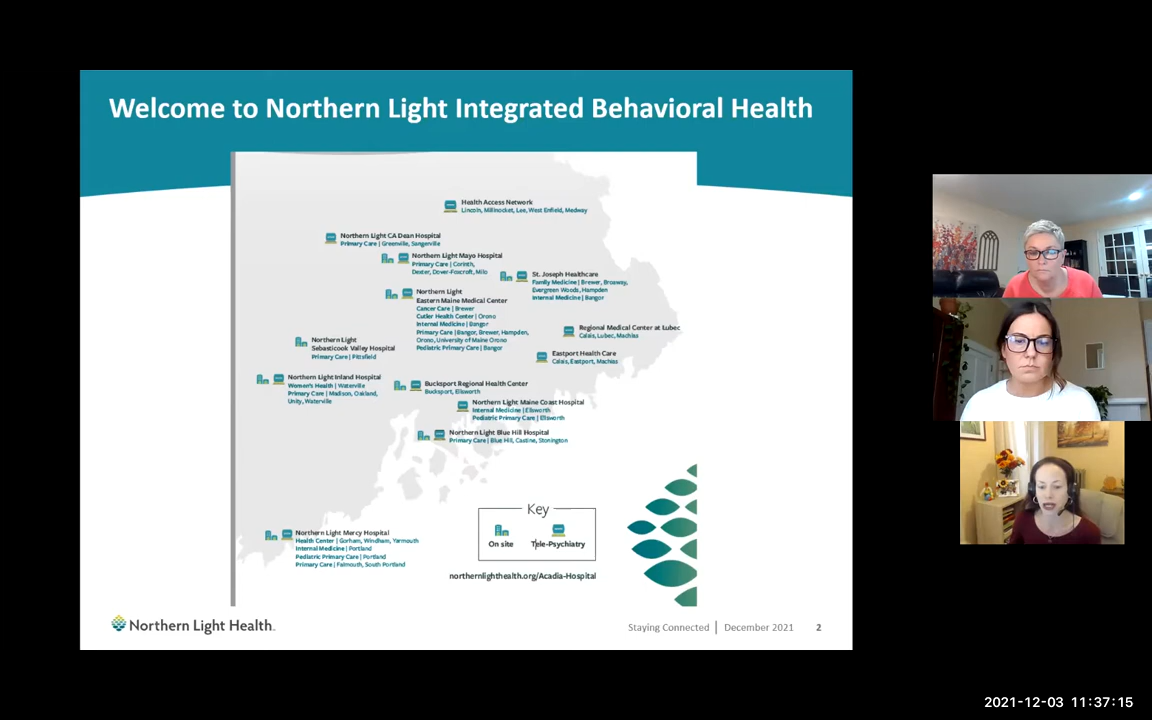 Welcome to Northern Light Integrated Behavioral Health
Health Access Network
Lincoln, Millinocket, Lee, West Enfield, Medway
Northern Light CA Dean Hospital
Primary Care | Greenville, Sangerville
Northern Light Mayo Hospital
Primary Care | Corinth,
Dexter, Dover-Foxcroft, Milo
St. Joseph Healthcare
Family Medicine | Brewer, Broaway,
Evergreen Woods, Hampden
Internal Medicine | Bangor
Northern Light
Eastern Maine Medical Center
Cancer Care | Brewer
Cutler Health Center | Orono
Internal Medicine | Bangor
Primary Care | Bangor, Brewer, Hampden,
Orono, University of Maine Orono
Pediatric Primary Care | Bangor
Regional Medical Center at Lubec
Calais, Lubec, Machias
Northern Light
Sebasticook Valley Hospital
Primary Care | Pittsfield
Eastport Health Care
Calais, Eastport, Machias
Northern Light Inland Hospital
Women's Health | Waterville
Primary Care | Madison, Oakland,
Unity, Waterville
Bucksport Regional Health Center
Bucksport, Ellsworth
Northern Light Maine Coast Hospital
Internal Medicine | Ellsworth
Pediatric Primary Care | Ellsworth
Northern Light Blue Hill Hospital
Primary Care | Blue Hill, Castine, Stonington
Northern Light Mercy Hospital
Health Center | Gorham, Windham, Yarmouth
Internal Medicine | Portland
Pediatric Primary Care | Portland
Primary Care | Falmouth, South Portland
Key
On site
Tele-Psychiatry
northernlighthealth.org/Acadia-Hospital
Northern Light Health.
Staying Connected | December 2021 2
2021-12-03 11:37:15